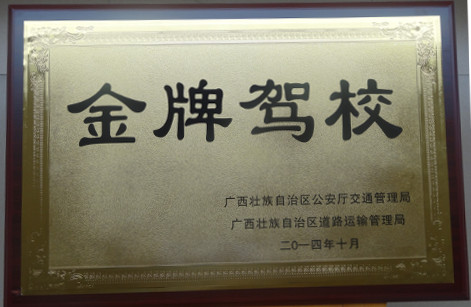 金牌驾校
广西壮族自治区公安厅交通管理局
广西壮族自治区道路运输管理局
二〇一四年十月